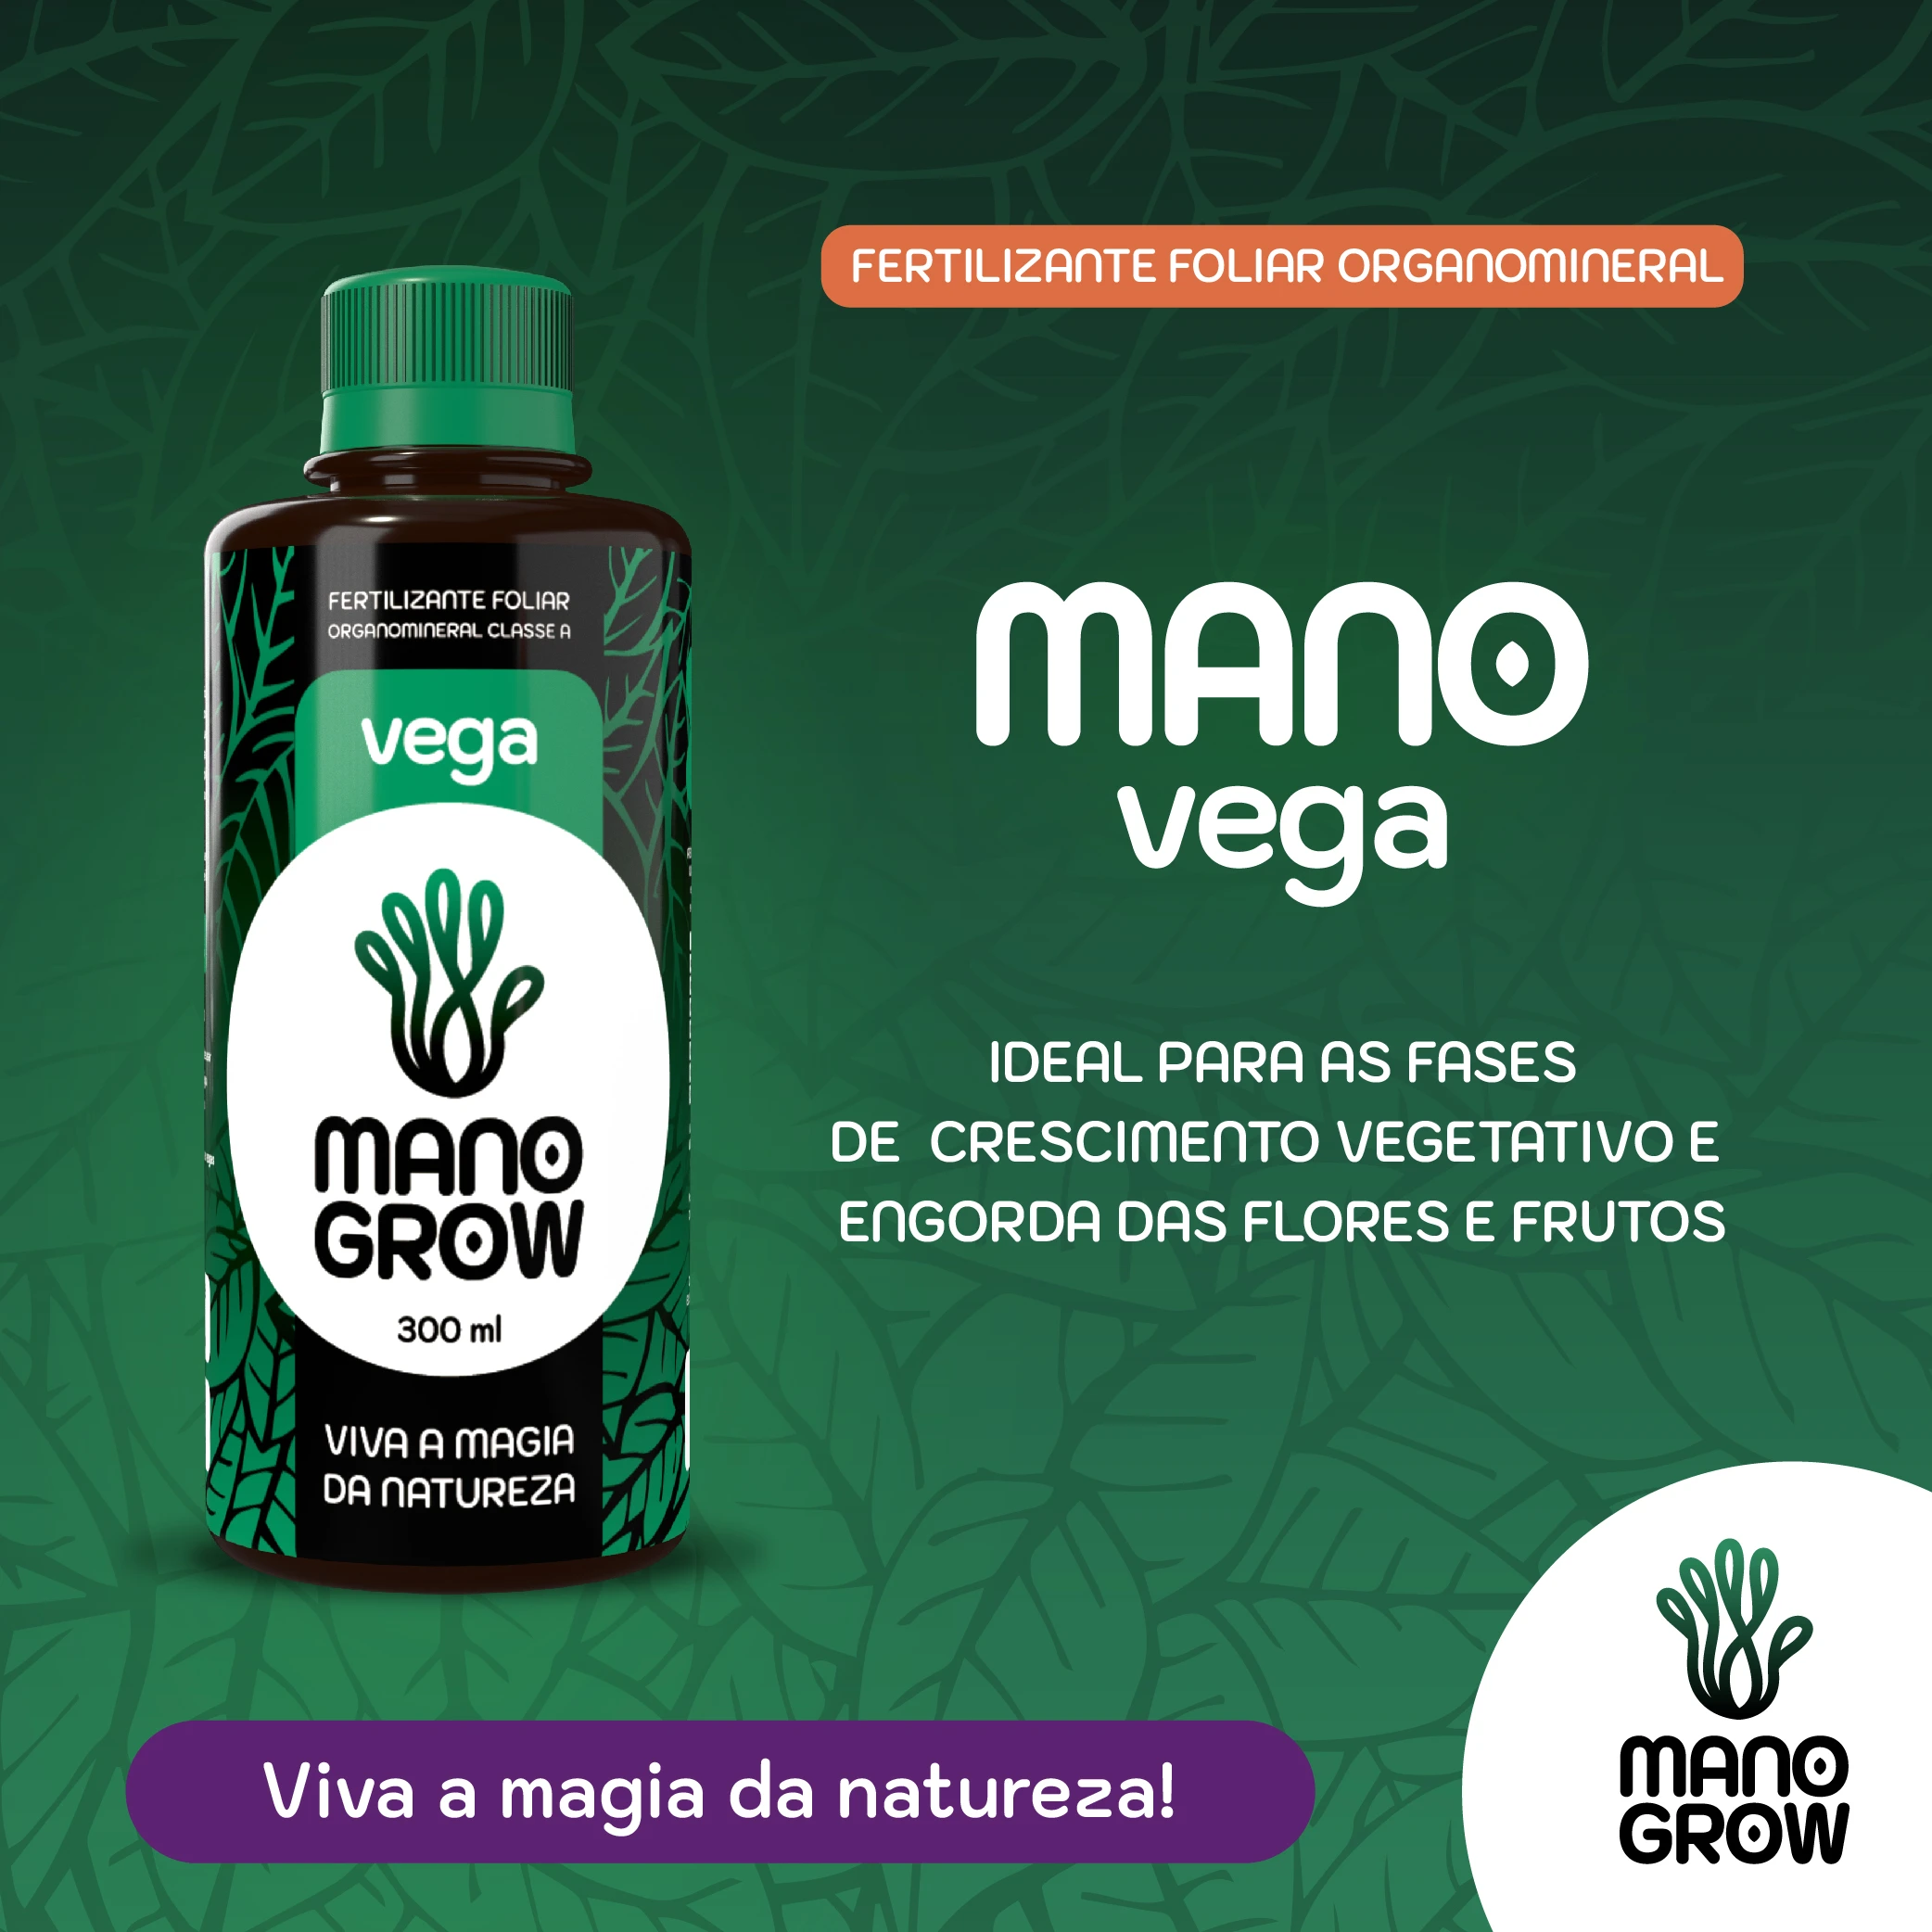 FERTILIZANTE FOLIAR ORGANOMINERAL
FERTILIZANTE FOLIAR
ORGANOMINERAL CLASSE A
vega
MANO
GROW
300 ml
VIVA A MAGIA
DA NATUREZA
MANO
vega
IDEAL PARA AS FASES
DE CRESCIMENTO VEGETATIVO E
ENGORDA DAS FLORES E FRUTOS
Viva a magia da natureza!
MANO
GROW